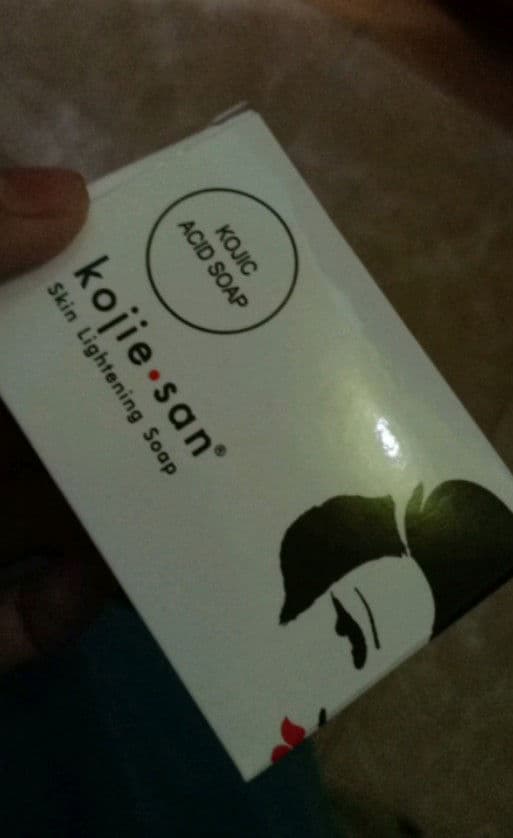 KOJIC
ACID SOAP
kojie•san®
Skin Lightening Soap